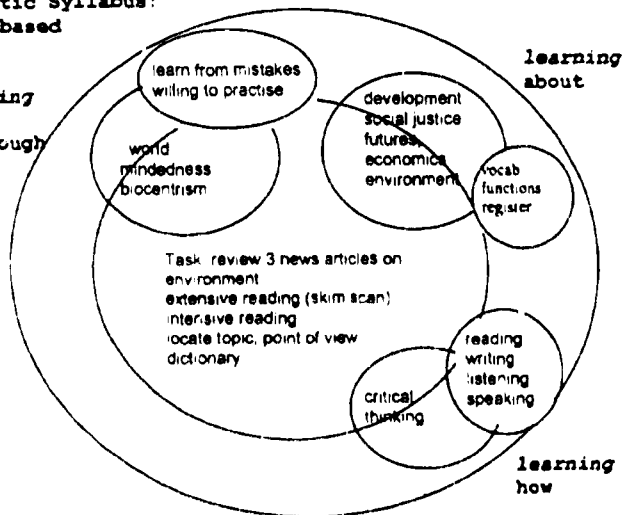 tic Syllabus:
based
ing
ough
learn from mistakes
willing to practise
world
mindedness
biocentrism
development
social justice
futures,
economics
environment
learning
about
vocab
functions
register
Task review 3 news articles on
environment
extensive reading (skim scan)
intensive reading
locate topic, point of view
dictionary
critical
thinking
reading
writing
listening
speaking
learning
how